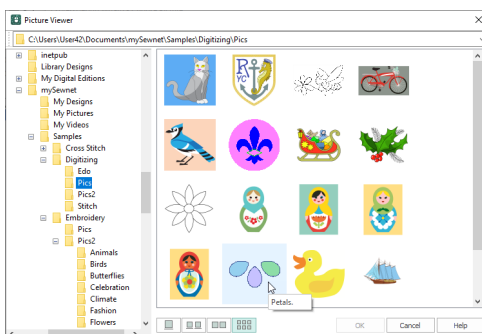 Picture Viewer
C:\Users\User42\Documents\mySewnet\Samples\Digitizing\Pics
inetpub
Library Designs
My Digital Editions
mySewnet
My Designs
My Pictures
My Videos
Samples
Cross Stitch
Digitizing
Edo
Pics
Pics2
Stitch
Embroidery
Pics
Pics2
Animals
Birds
Butterflies
Celebration
Climate
Fashion
Flowers
R
YC
Petals.
OK
Cancel
Help